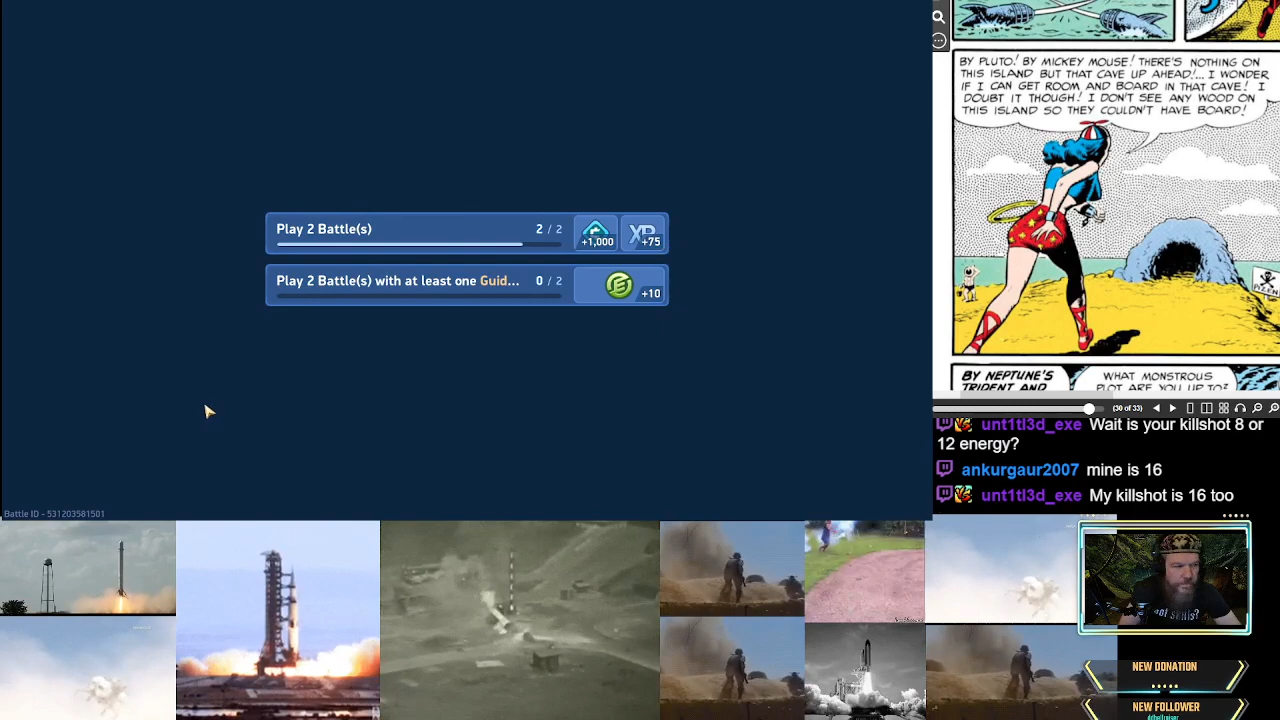 Play 2 Battle(s)
2 / 2
+1,000
XP
+75
Play 2 Battle(s) with at least one Guid...
0 / 2
+10
Battle ID - 531203581501
BY PLUTO! BY MICKEY MOUSE! THERE'S NOTHING ON
THIS ISLAND BUT THAT CAVE UP AHEAD!... I WONDER
IF I CAN GET ROOM AND BOARD IN THAT CAVE! I
DOUBT IT THOUGH! I DON'T SEE ANY WOOD ON
THIS ISLAND SO THEY COULDN'T HAVE BOARD!
PIZEN
BY NEPTUNE'S
TRIDENT AND
WHAT MONSTROUS
PLOT ARE YOU UP TO?
(30 of 33)
unt1tl3d_exe Wait is your killshot 8 or
12 energy?
ankurgaur2007 mine is 16
unt1tl3d_exe My killshot is 16 too
NEW DONATION
NEW FOLLOWER